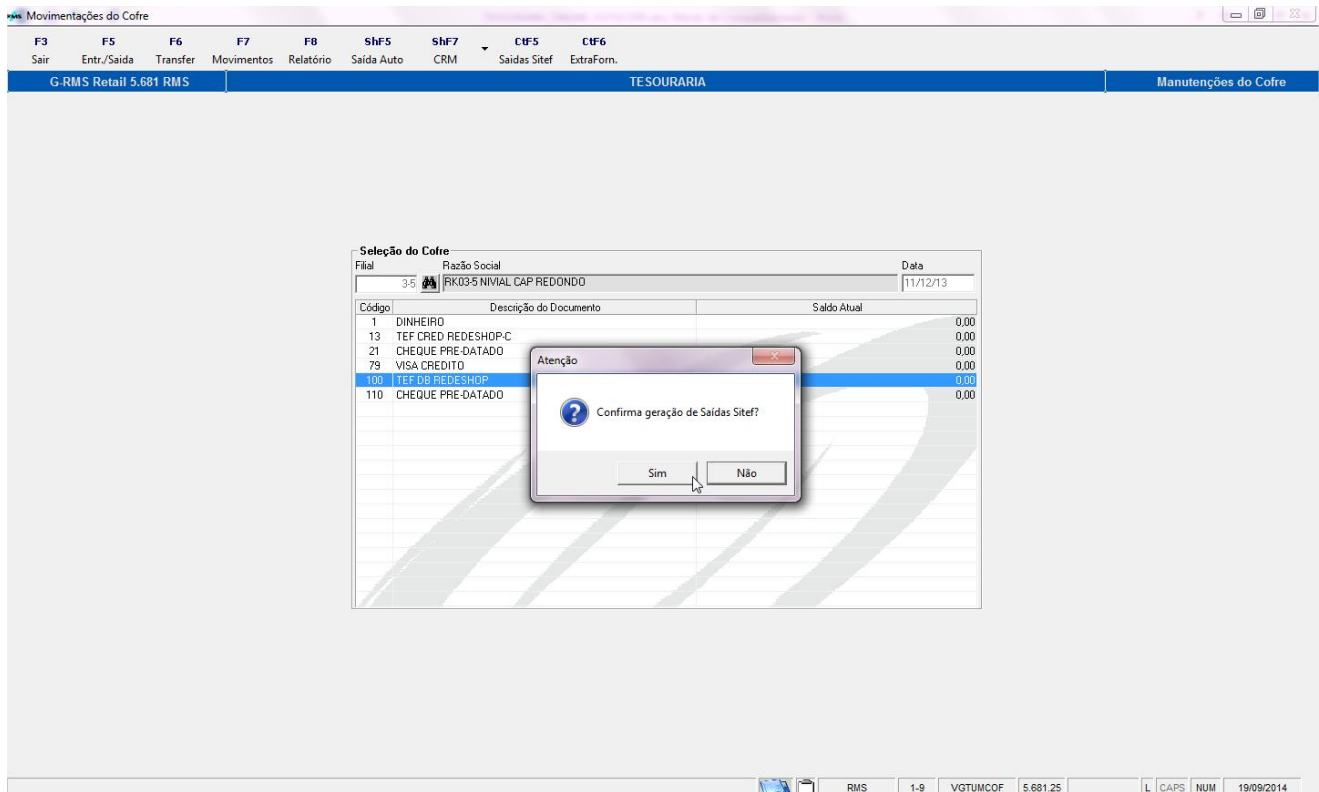 RMS Movimentações do Cofre
F3 F5 F6 F7 F8 ShF5 ShF7 CtF5 CtF6
Sair Entr./Saida Transfer Movimentos Relatório Saída Auto CRM Saidas Sitef ExtraForn.
G-RMS Retail 5.681 RMS TESOURARIA Manutenções do Cofre
Seleção do Cofre
Filial Razão Social Data
3-5 RK03-5 NIVIAL CAP REDONDO 11/12/13
Código Descrição do Documento Saldo Atual
1 DINHEIRO 0,00
13 TEF CRED REDESHOP-C 0,00
21 CHEQUE PRE-DATADO 0,00
79 VISA CREDITO 0,00
100 TEF DB REDESHOP 0,00
110 CHEQUE PRE-DATADO 0,00
Atenção
Confirma geração de Saídas Sitef?
Sim Não
RMS 1-9 VGTUMCOF 5.681.25 L CAPS NUM 19/09/2014